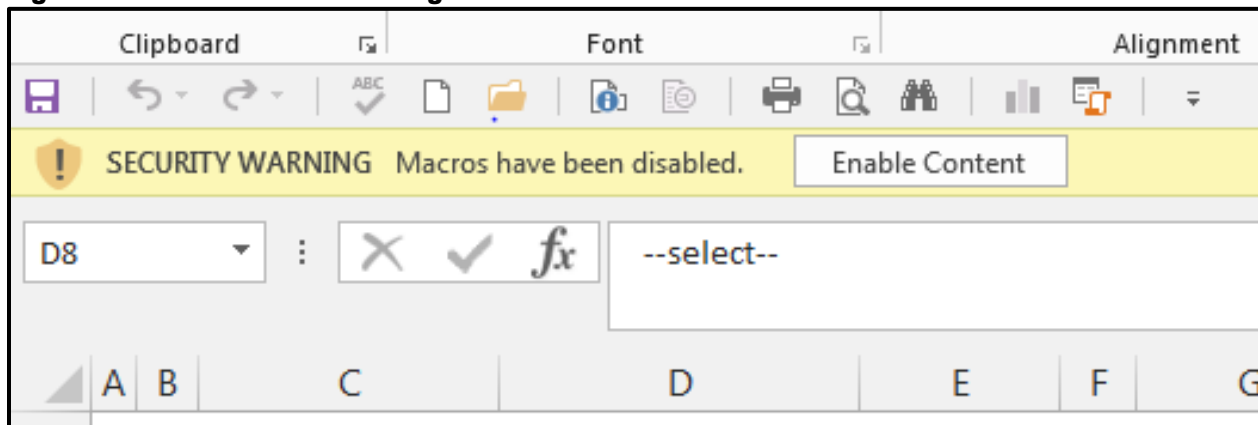 Clipboard Font Alignment
ABC
SECURITY WARNING Macros have been disabled. Enable Content
D8 fx --select--
A B C D E F G